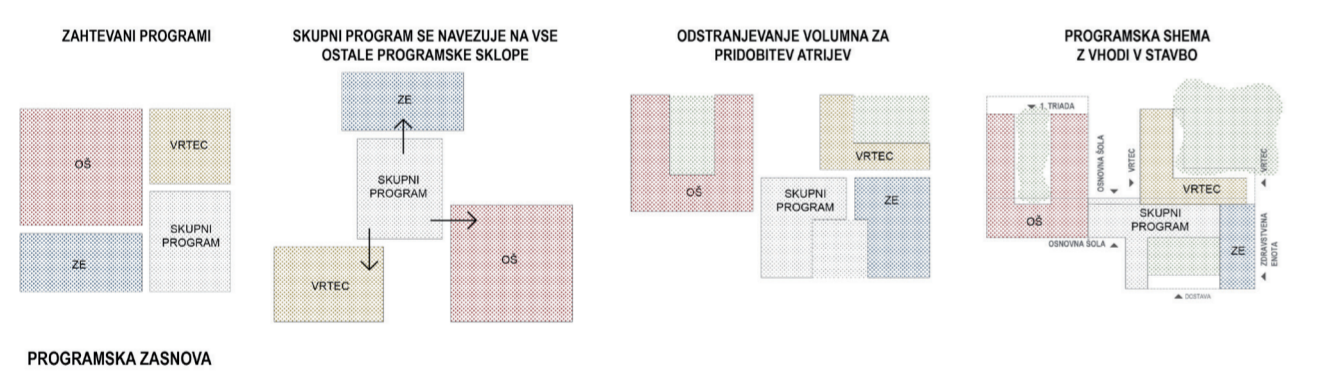 ZAHTEVANI PROGRAMI
OŠ
VRTEC
ZE
SKUPNI
PROGRAM
SKUPNI PROGRAM SE NAVEZUJE NA VSE
OSTALE PROGRAMSKE SKLOPE
ZE
SKUPNI
PROGRAM
VRTEC
OŠ
ODSTRANJEVANJE VOLUMNA ZA
PRIDOBITEV ATRIJEV
OŠ
VRTEC
SKUPNI
PROGRAM
ZE
PROGRAMSKA SHEMA
Z VHODI V STAVBO
1. TRIADA
OSNOVNA ŠOLA
VRTEC
VRTEC
VRTEC
OŠ
SKUPNI
PROGRAM
OSNOVNA ŠOLA
ZE
ZDRAVSTVENA
ENOTA
DOSTAVA
PROGRAMSKA ZASNOVA